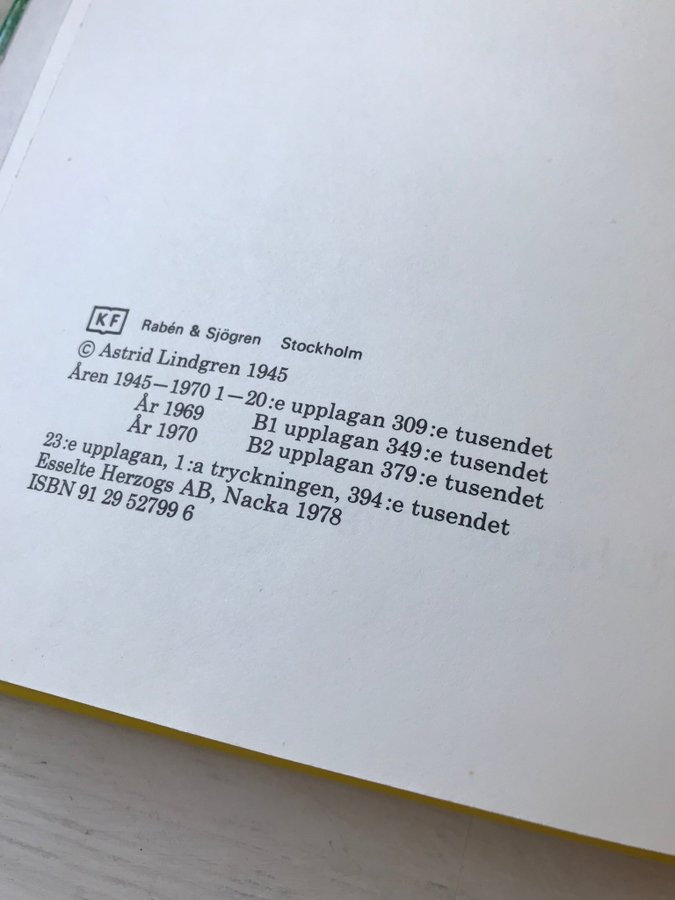 KF Rabén & Sjögren Stockholm
© Astrid Lindgren 1945
Åren 1945—1970 1—20:e upplagan 309:e tusendet
År 1969 B1 upplagan 349:e tusendet
År 1970 B2 upplagan 379:e tusendet
23:e upplagan, 1:a tryckningen, 394:e tusendet
Esselte Herzogs AB, Nacka 1978
ISBN 91 29 52799 6